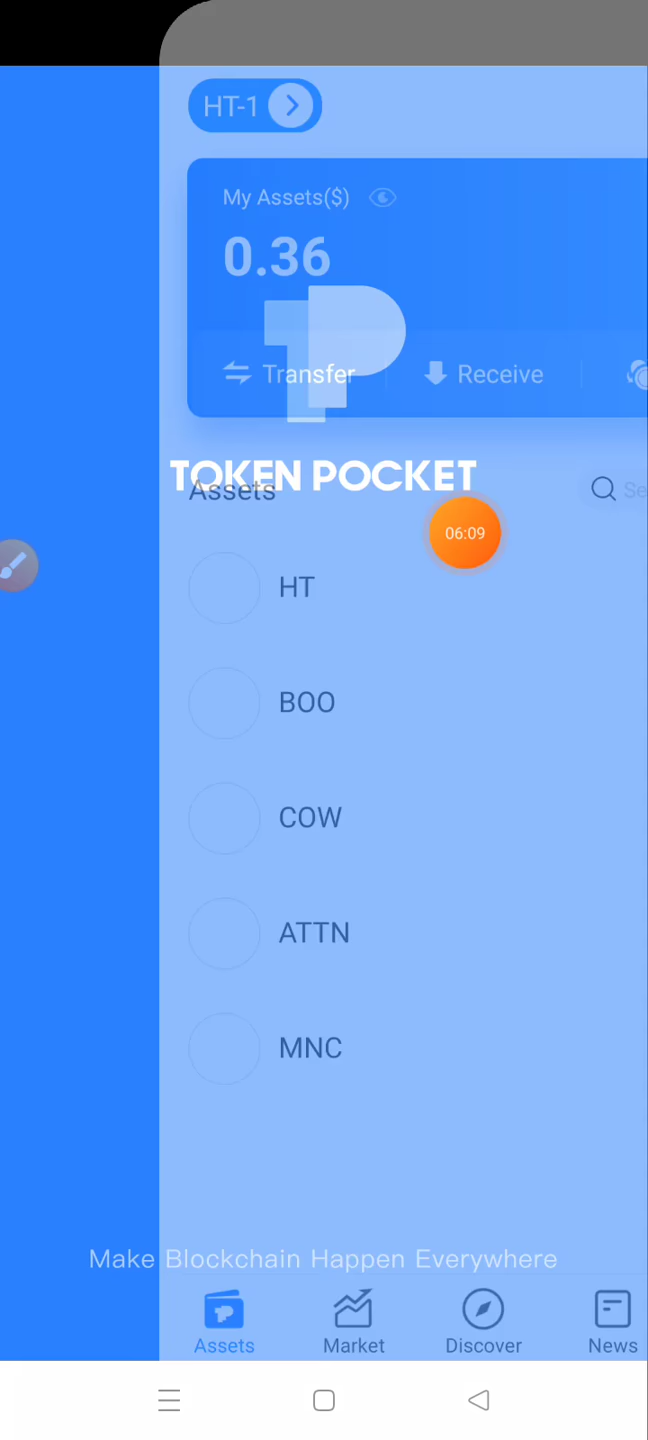 HT-1
My Assets($)
0.36
Transfer
Receive
TOKEN POCKET
Assets
06:09
HT
BOO
COW
ATTN
MNC
Make Blockchain Happen Everywhere
Assets
Market
Discover
News